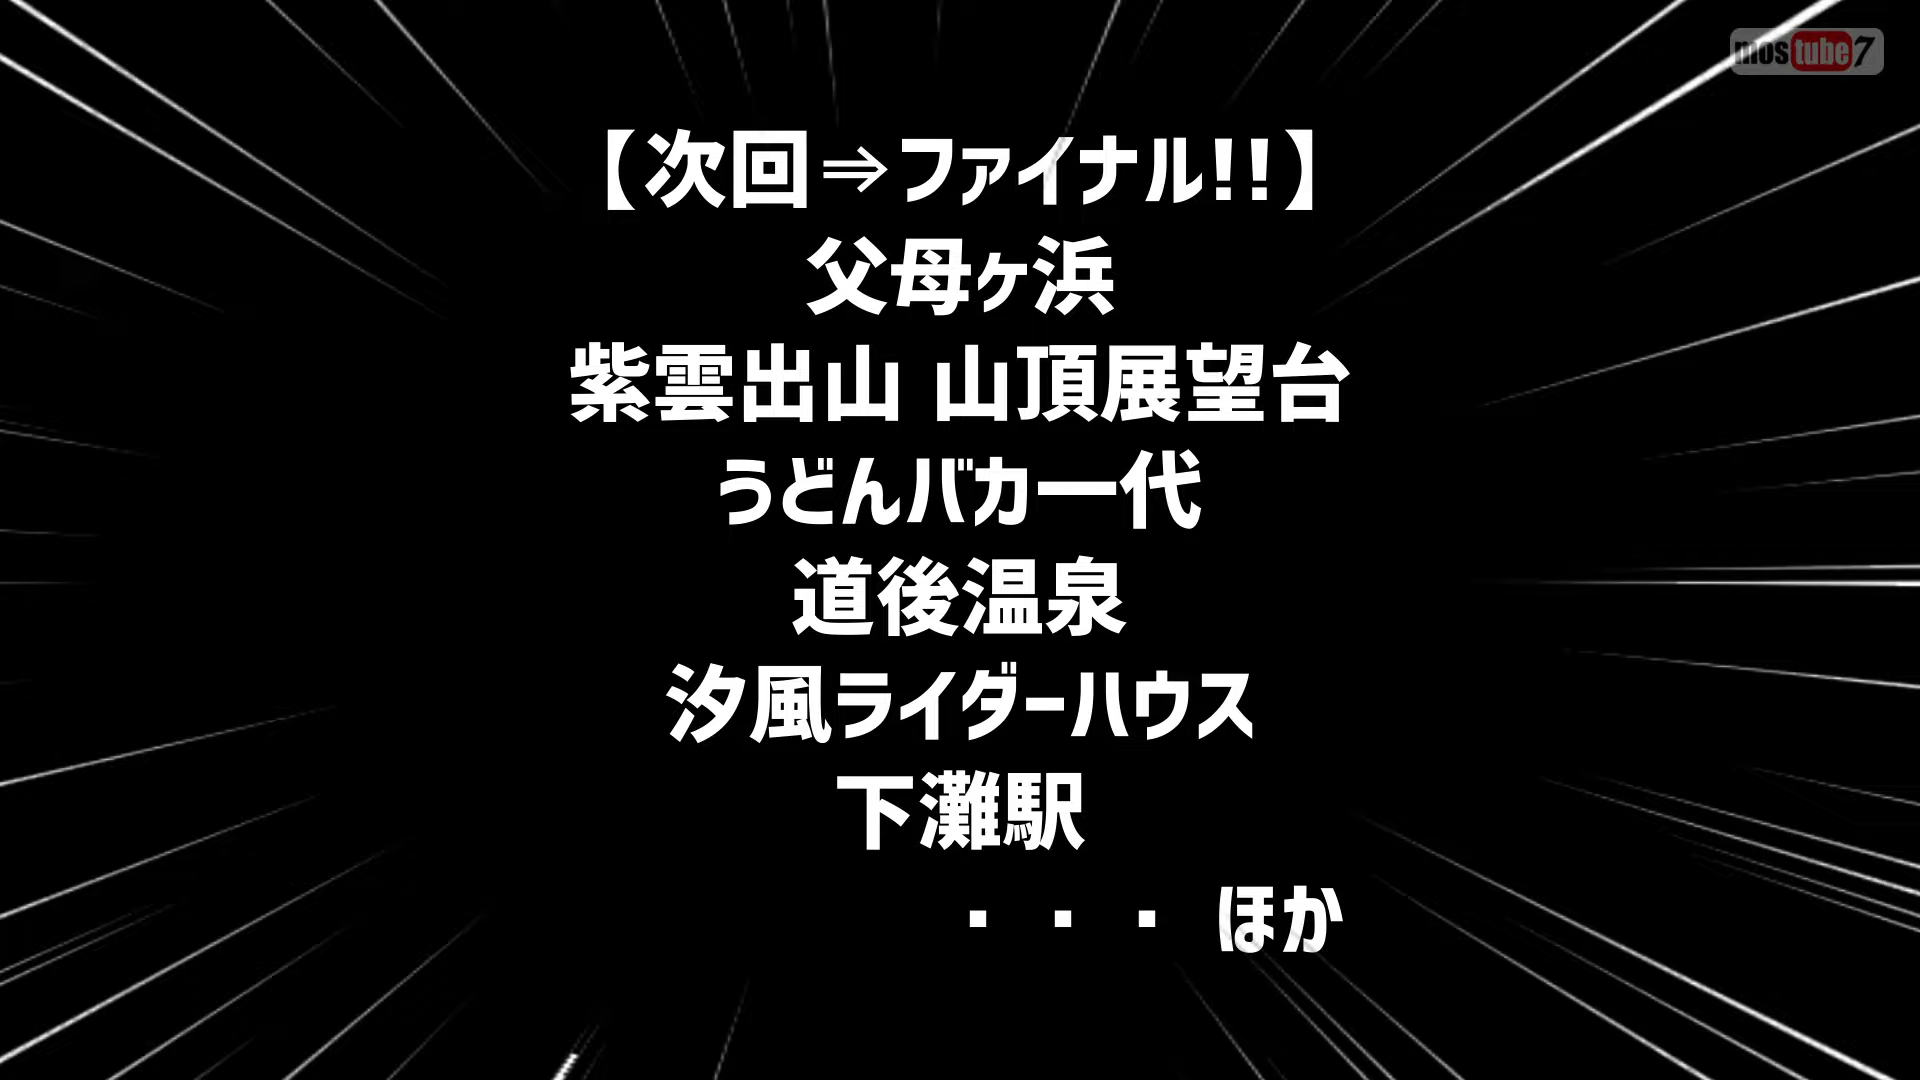 mostube7
【次回⇒ファイナル!!】
父母ヶ浜
紫雲出山 山頂展望台
うどんバカ一代
道後温泉
汐風ライダーハウス
下灘駅
・・・ ほか